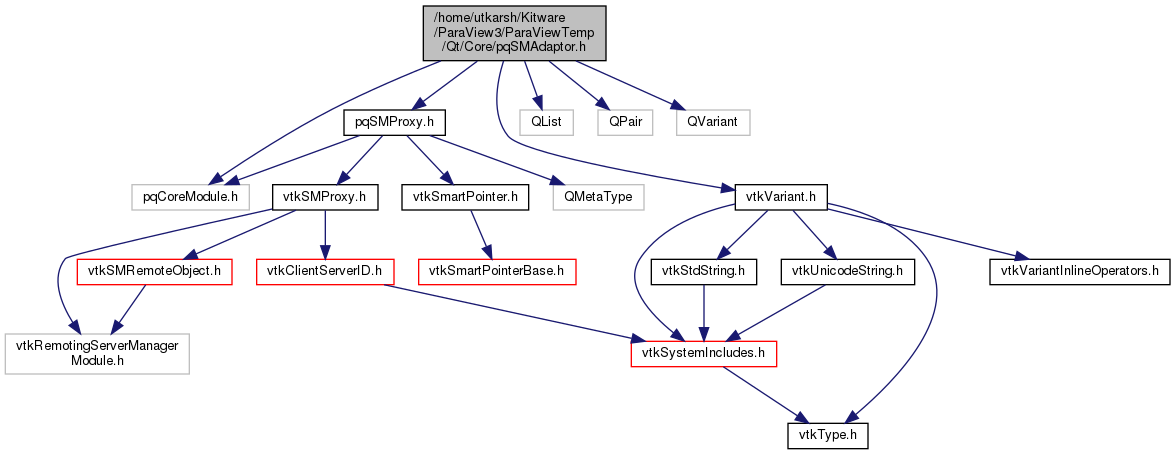 /home/utkarsh/Kitware
/ParaView3/ParaViewTemp
/Qt/Core/pqSMAdaptor.h
pqSMProxy.h
QList
QPair
QVariant
pqCoreModule.h
vtkSMProxy.h
vtkSmartPointer.h
QMetaType
vtkVariant.h
vtkSMRemoteObject.h
vtkClientServerID.h
vtkSmartPointerBase.h
vtkStdString.h
vtkUnicodeString.h
vtkVariantInlineOperators.h
vtkRemotingServerManager
Module.h
vtkSystemIncludes.h
vtkType.h